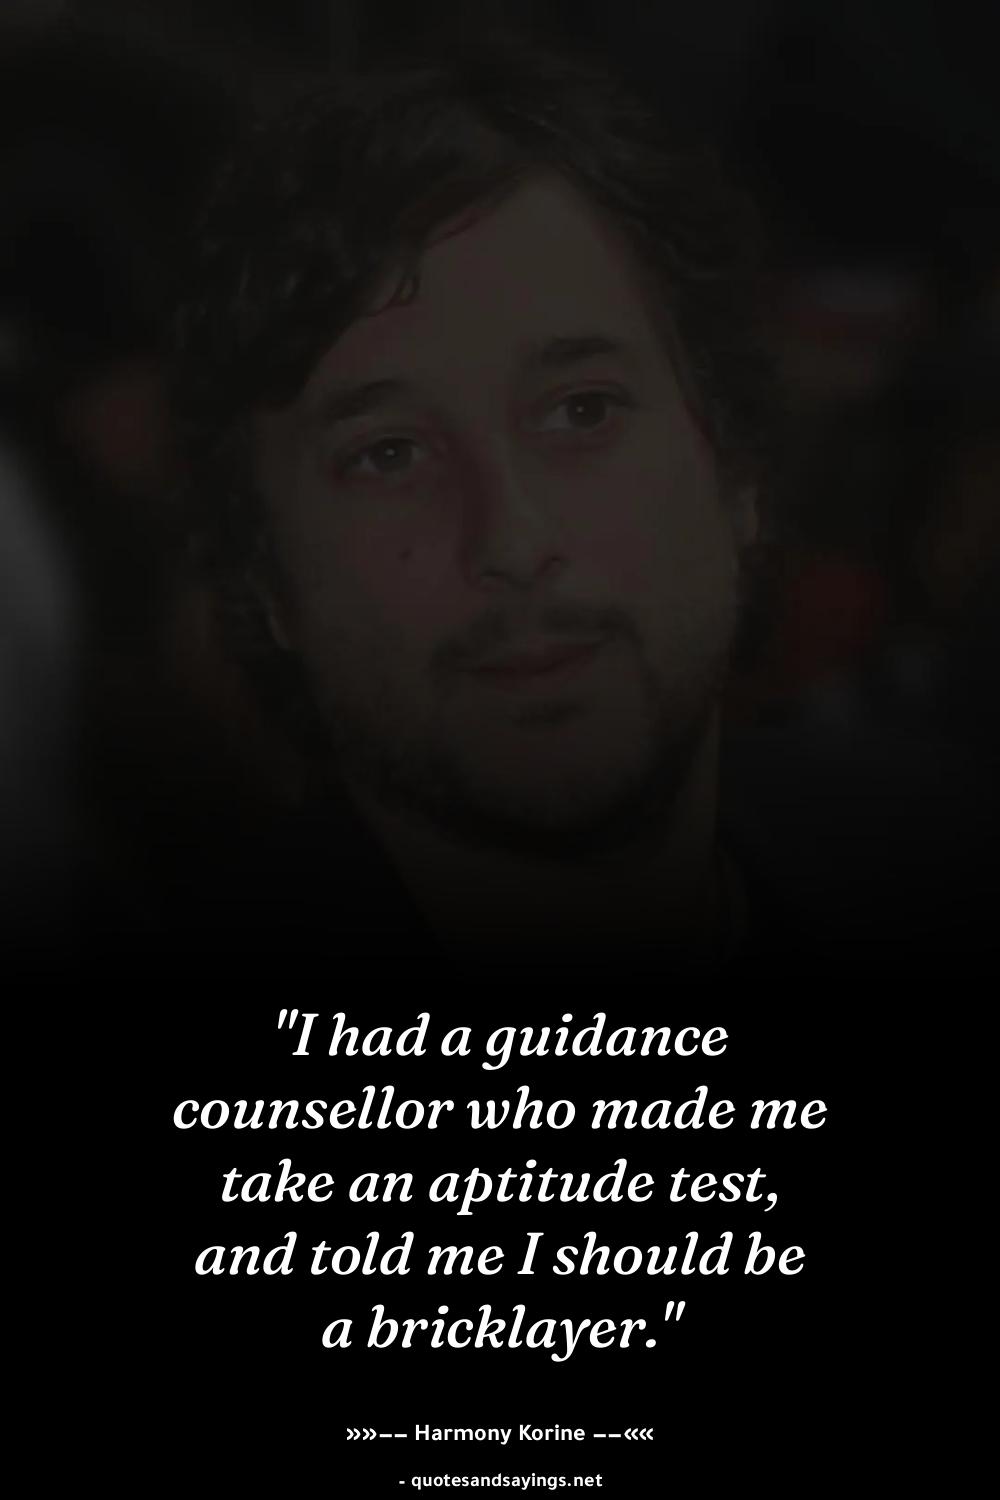 "I had a guidance
counsellor who made me
take an aptitude test,
and told me I should be
a bricklayer."
»»−− Harmony Korine −−««
- quotesandsayings.net